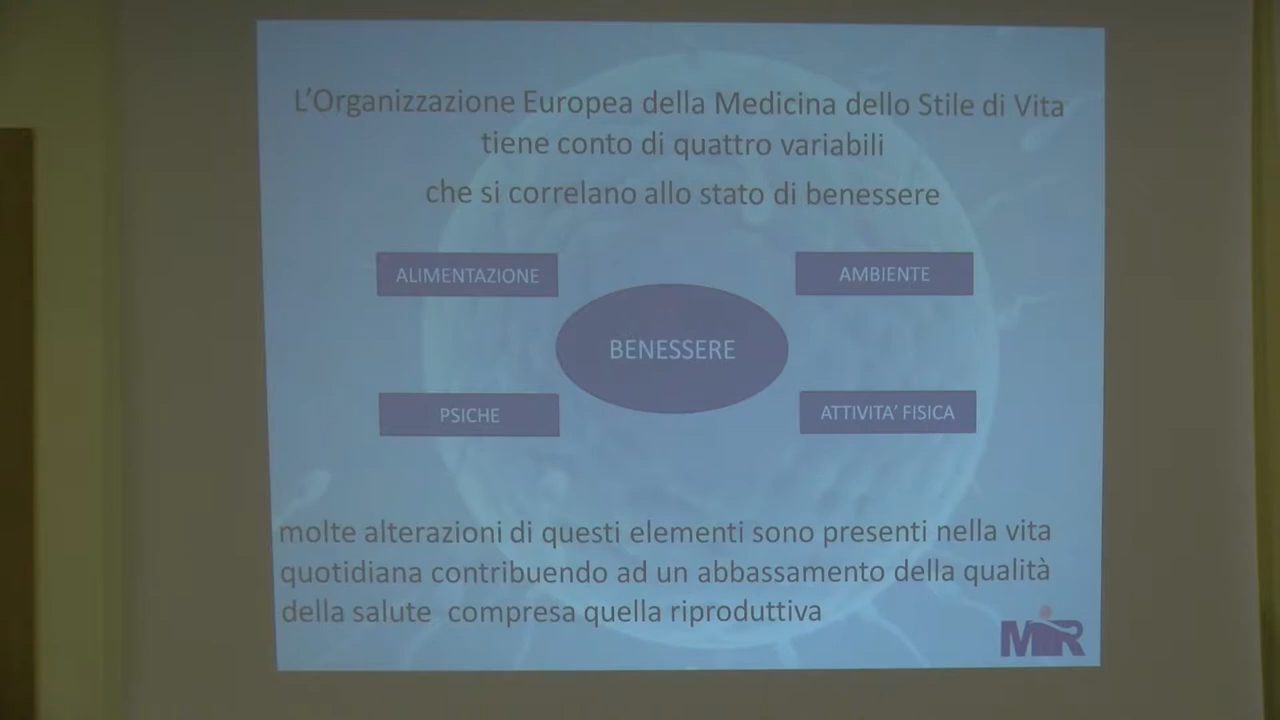 L'Organizzazione Europea della Medicina dello Stile di Vita
tiene conto di quattro variabili
che si correlano allo stato di benessere
ALIMENTAZIONE
AMBIENTE
BENESSERE
PSICHE
ATTIVITA' FISICA
molte alterazioni di questi elementi sono presenti nella vita
quotidiana contribuendo ad un abbassamento della qualità
della salute  compresa quella riproduttiva
MiR